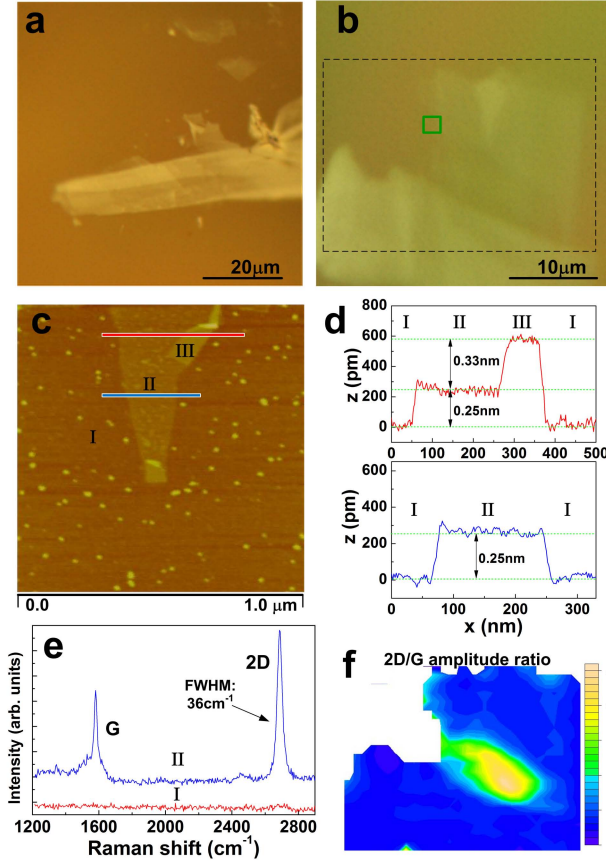 a
20μm
b
10μm
c
III
II
I
0.0
1.0 μm
d
800
600
400
200
0
z (pm)
I
II
III
I
0.33nm
0.25nm
0
100
200
300
400
500
600
400
200
0
z (pm)
I
II
I
0.25nm
0
100
200
300
x (nm)
e
2D
FWHM:
36cm⁻¹
G
II
I
Intensity (arb. units)
1200
1600
2000
2400
2800
Raman shift (cm⁻¹)
f
2D/G amplitude ratio